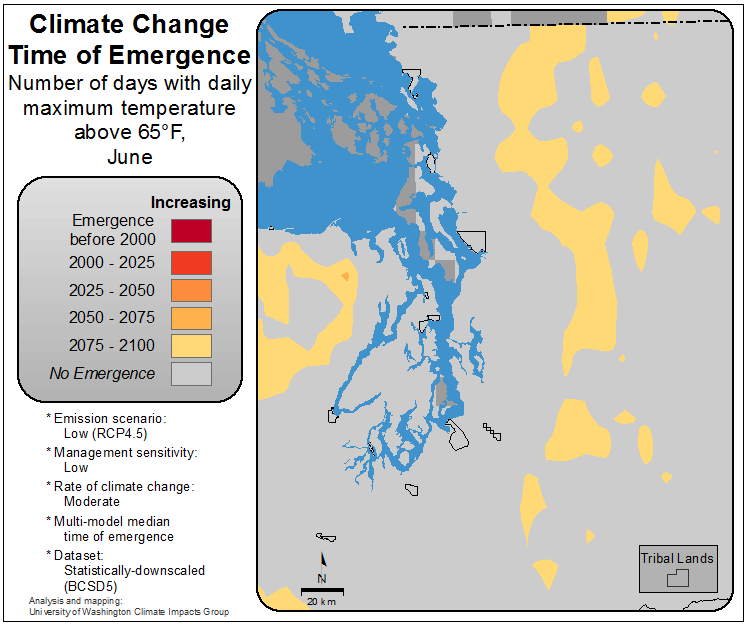 Climate Change
Time of Emergence
Number of days with daily
maximum temperature
above 65°F,
June
Increasing
Emergence
before 2000
2000 - 2025
2025 - 2050
2050 - 2075
2075 - 2100
No Emergence
* Emission scenario:
Low (RCP4.5)
* Management sensitivity:
Low
* Rate of climate change:
Moderate
* Multi-model median
time of emergence
* Dataset:
Statistically-downscaled
(BCSD5)
Analysis and mapping:
University of Washington Climate Impacts Group
N
20 km
Tribal Lands